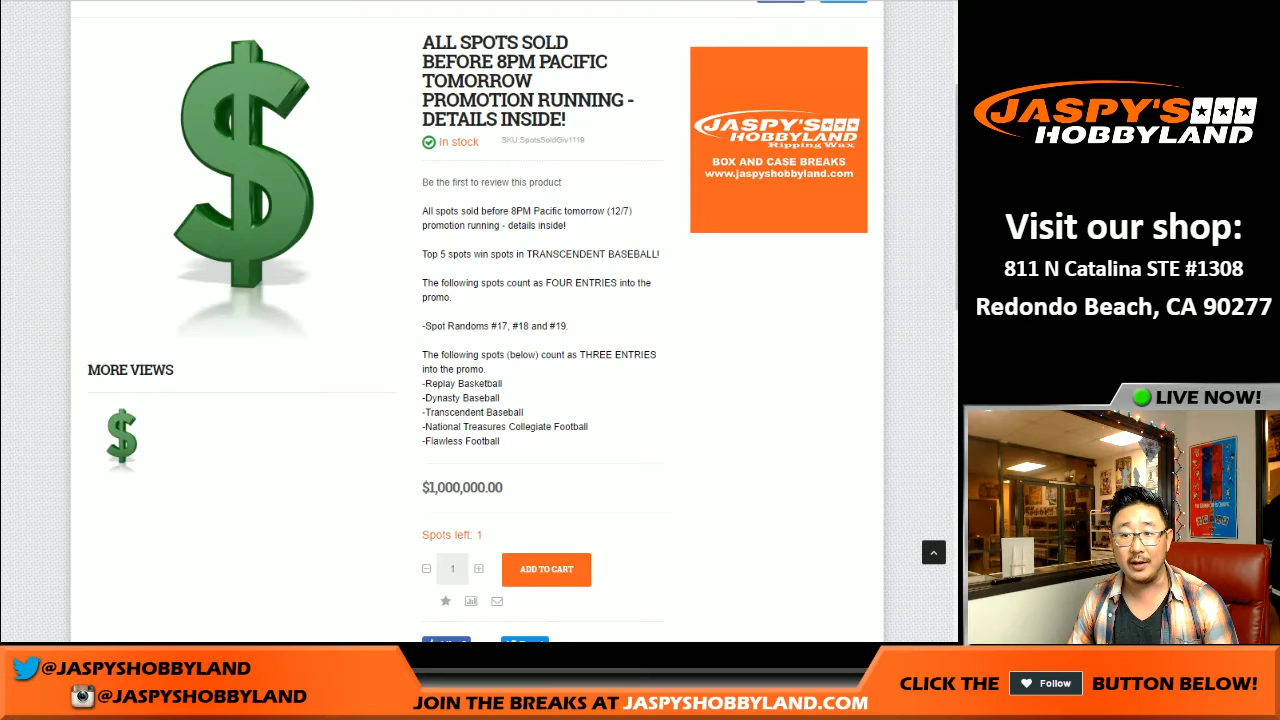 ALL SPOTS SOLD
BEFORE 8PM PACIFIC
TOMORROW
PROMOTION RUNNING -
DETAILS INSIDE!
In stock
SKU:SpotsSoldGiv1119
Be the first to review this product
All spots sold before 8PM Pacific tomorrow (12/7)
promotion running - details inside!
Top 5 spots win spots in TRANSCENDENT BASEBALL!
The following spots count as FOUR ENTRIES into the
promo.
-Spot Randoms #17, #18 and #19.
The following spots (below) count as THREE ENTRIES
into the promo.
-Replay Basketball
-Dynasty Baseball
-Transcendent Baseball
-National Treasures Collegiate Football
-Flawless Football
$1,000,000.00
Spots left: 1
1
ADD TO CART
MORE VIEWS
JASPY'S
HOBBYLAND
Ripping Wax
BOX AND CASE BREAKS
www.jaspyshobbyland.com
JASPY'S
HOBBYLAND
Visit our shop:
811 N Catalina STE #1308
Redondo Beach, CA 90277
LIVE NOW!
@JASPYSHOBBYLAND
@JASPYSHOBBYLAND
JOIN THE BREAKS AT JASPYSHOBBYLAND.COM
CLICK THE Follow BUTTON BELOW!